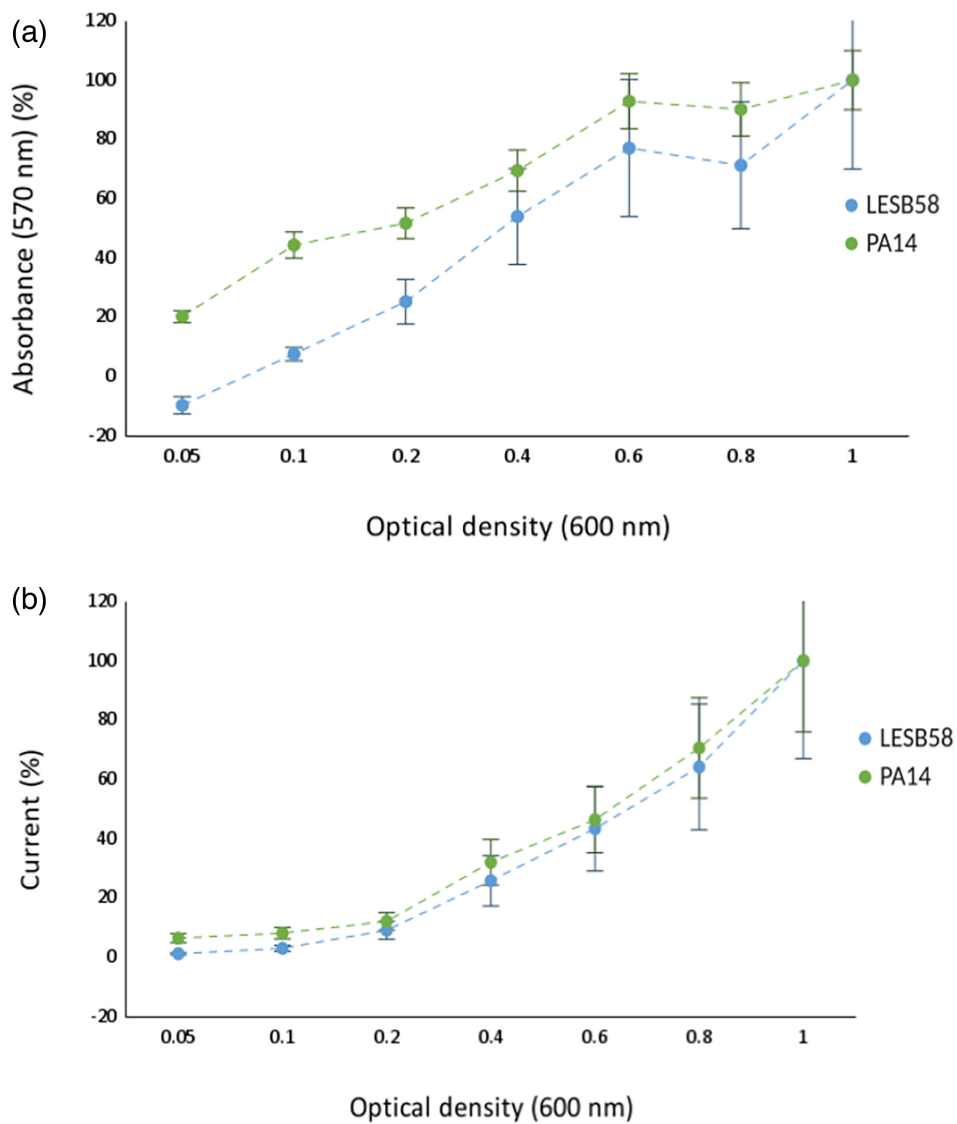 (a)
Absorbance (570 nm) (%)
120
100
80
60
40
20
0
-20
0.05 0.1 0.2 0.4 0.6 0.8 1
Optical density (600 nm)
LESB58
PA14
(b)
Current (%)
120
100
80
60
40
20
0
-20
0.05 0.1 0.2 0.4 0.6 0.8 1
Optical density (600 nm)
LESB58
PA14